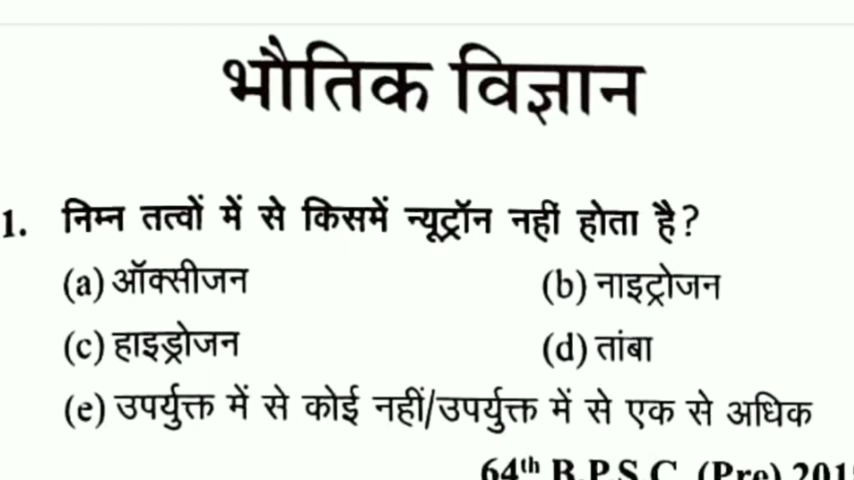 भौतिक विज्ञान
1. निम्न तत्वों में से किसमें न्यूट्रॉन नहीं होता है?
(a) ऑक्सीजन (b) नाइट्रोजन
(c) हाइड्रोजन (d) तांबा
(e) उपर्युक्त में से कोई नहीं/उपर्युक्त में से एक से अधिक
64th B.P.S.C. (Pre)